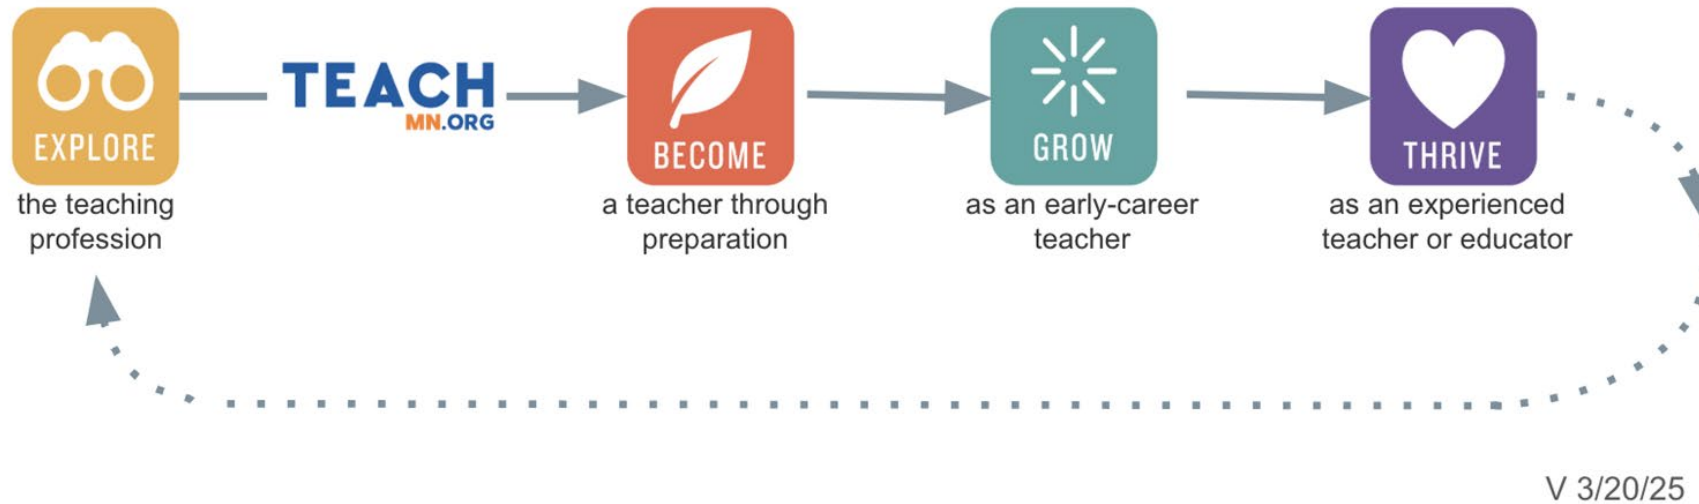 EXPLORE
the teaching
profession
TEACH
MN.ORG
BECOME
a teacher through
preparation
GROW
as an early-career
teacher
THRIVE
as an experienced
teacher or educator
V 3/20/25